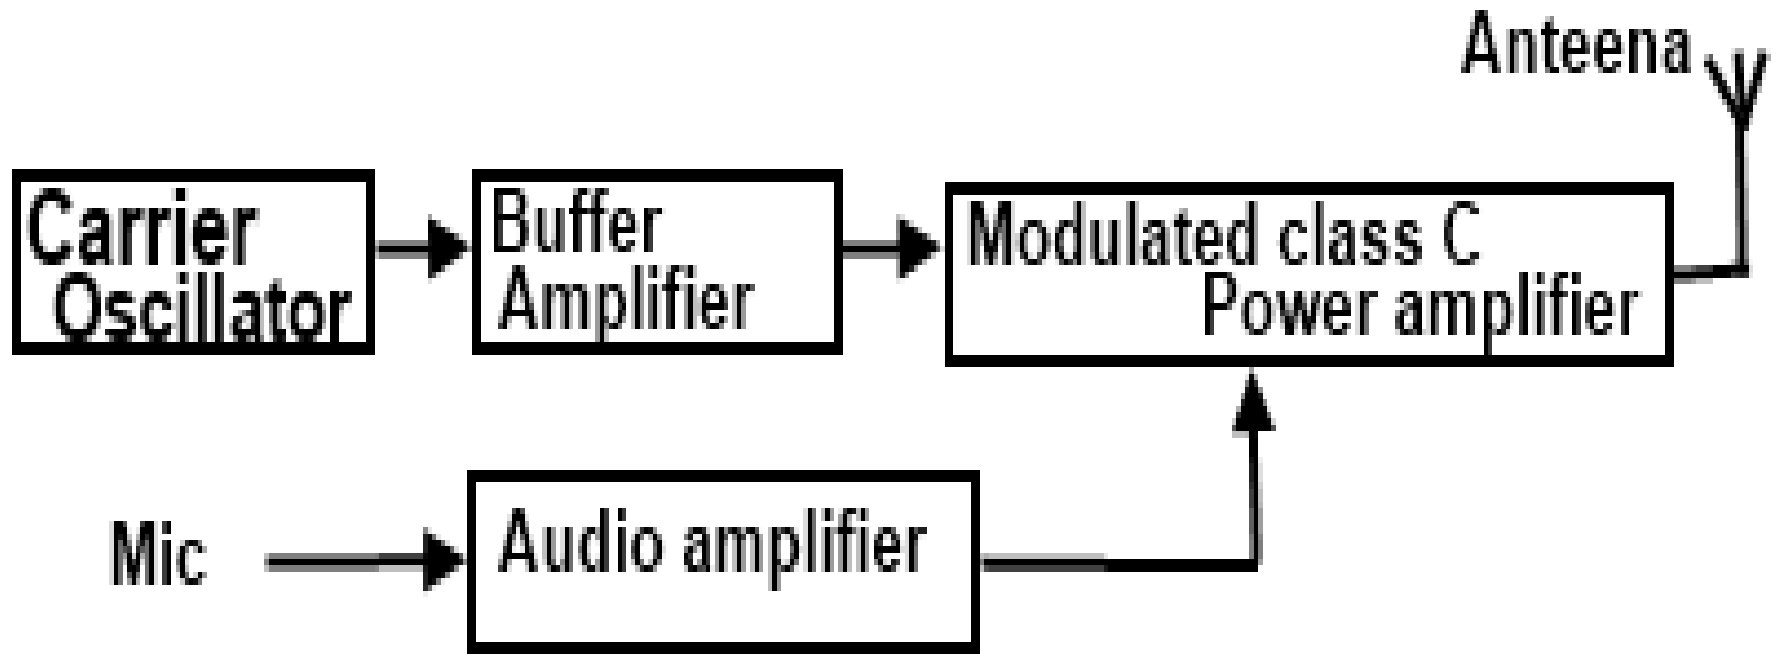 Anteena
Carrier
Oscillator
Buffer
Amplifier
Modulated class C
Power amplifier
Mic
Audio amplifier